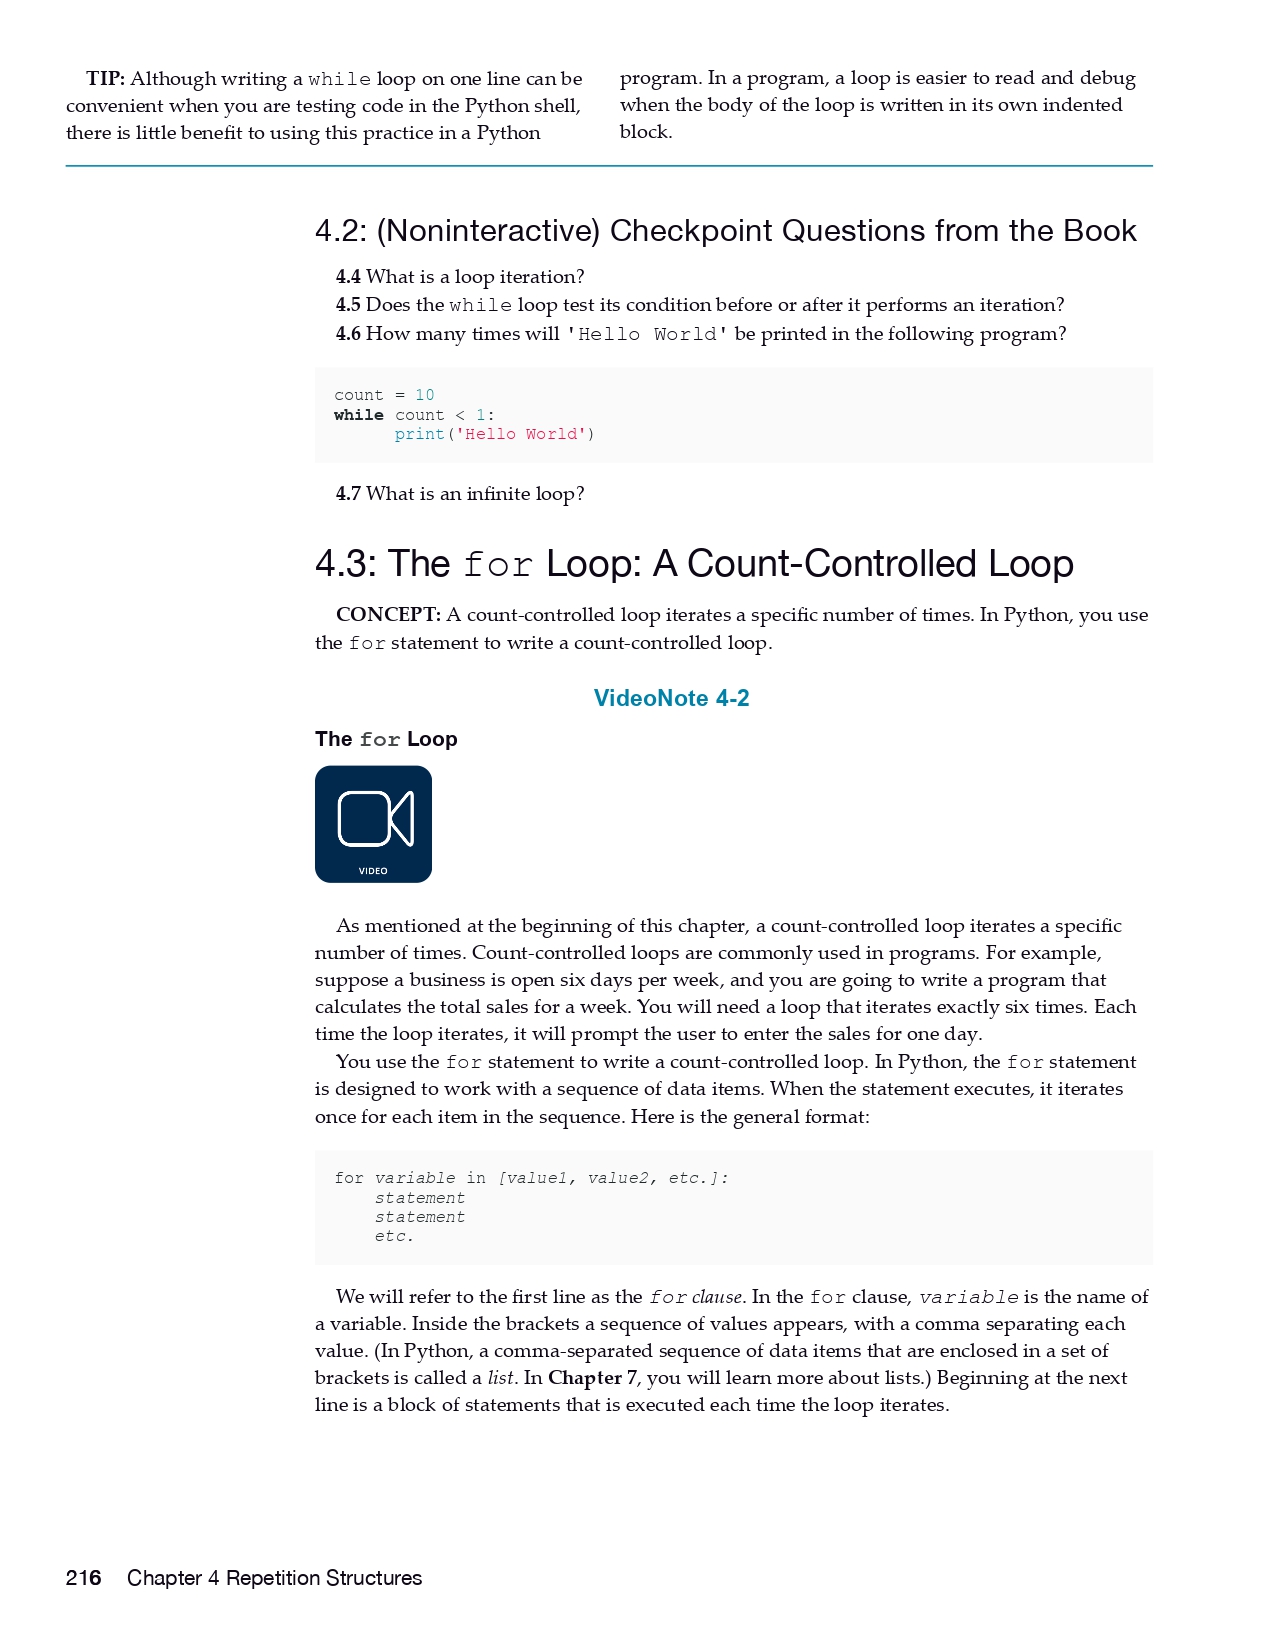 TIP: Although writing a while loop on one line can be
convenient when you are testing code in the Python shell,
there is little benefit to using this practice in a Python
program. In a program, a loop is easier to read and debug
when the body of the loop is written in its own indented
block.
4.2: (Noninteractive) Checkpoint Questions from the Book
4.4 What is a loop iteration?
4.5 Does the while loop test its condition before or after it performs an iteration?
4.6 How many times will 'Hello World' be printed in the following program?
count = 10
while count < 1:
      print('Hello World')
4.7 What is an infinite loop?
4.3: The for Loop: A Count-Controlled Loop
CONCEPT: A count-controlled loop iterates a specific number of times. In Python, you use
the for statement to write a count-controlled loop.
VideoNote 4-2
The for Loop
VIDEO
As mentioned at the beginning of this chapter, a count-controlled loop iterates a specific
number of times. Count-controlled loops are commonly used in programs. For example,
suppose a business is open six days per week, and you are going to write a program that
calculates the total sales for a week. You will need a loop that iterates exactly six times. Each
time the loop iterates, it will prompt the user to enter the sales for one day.
You use the for statement to write a count-controlled loop. In Python, the for statement
is designed to work with a sequence of data items. When the statement executes, it iterates
once for each item in the sequence. Here is the general format:
for variable in [value1, value2, etc.]:
    statement
    statement
    etc.
We will refer to the first line as the for clause. In the for clause, variable is the name of
a variable. Inside the brackets a sequence of values appears, with a comma separating each
value. (In Python, a comma-separated sequence of data items that are enclosed in a set of
brackets is called a list. In Chapter 7, you will learn more about lists.) Beginning at the next
line is a block of statements that is executed each time the loop iterates.
216 Chapter 4 Repetition Structures